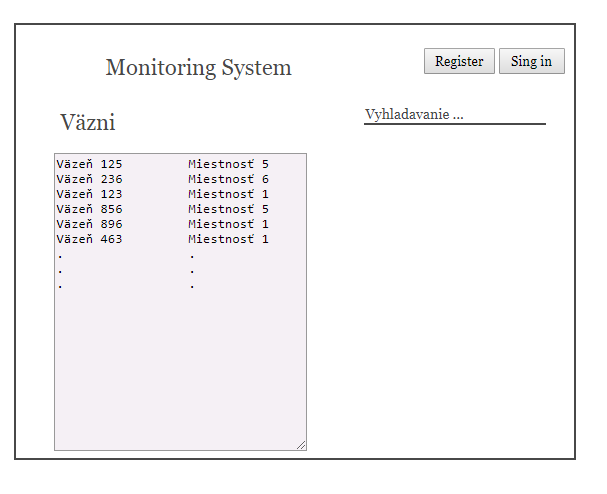 Monitoring System
Register
Sing in
Väzni
Vyhladavanie ...
Väzeň 125 Miestnosť 5
Väzeň 236 Miestnosť 6
Väzeň 123 Miestnosť 1
Väzeň 856 Miestnosť 5
Väzeň 896 Miestnosť 1
Väzeň 463 Miestnosť 1
. .
. .
. .